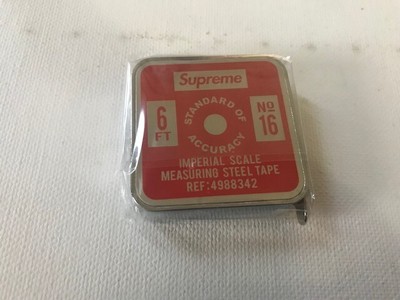 Supreme
6 FT
STANDARD OF ACCURACY
Nº 16
IMPERIAL SCALE
MEASURING STEEL TAPE
REF:4988342